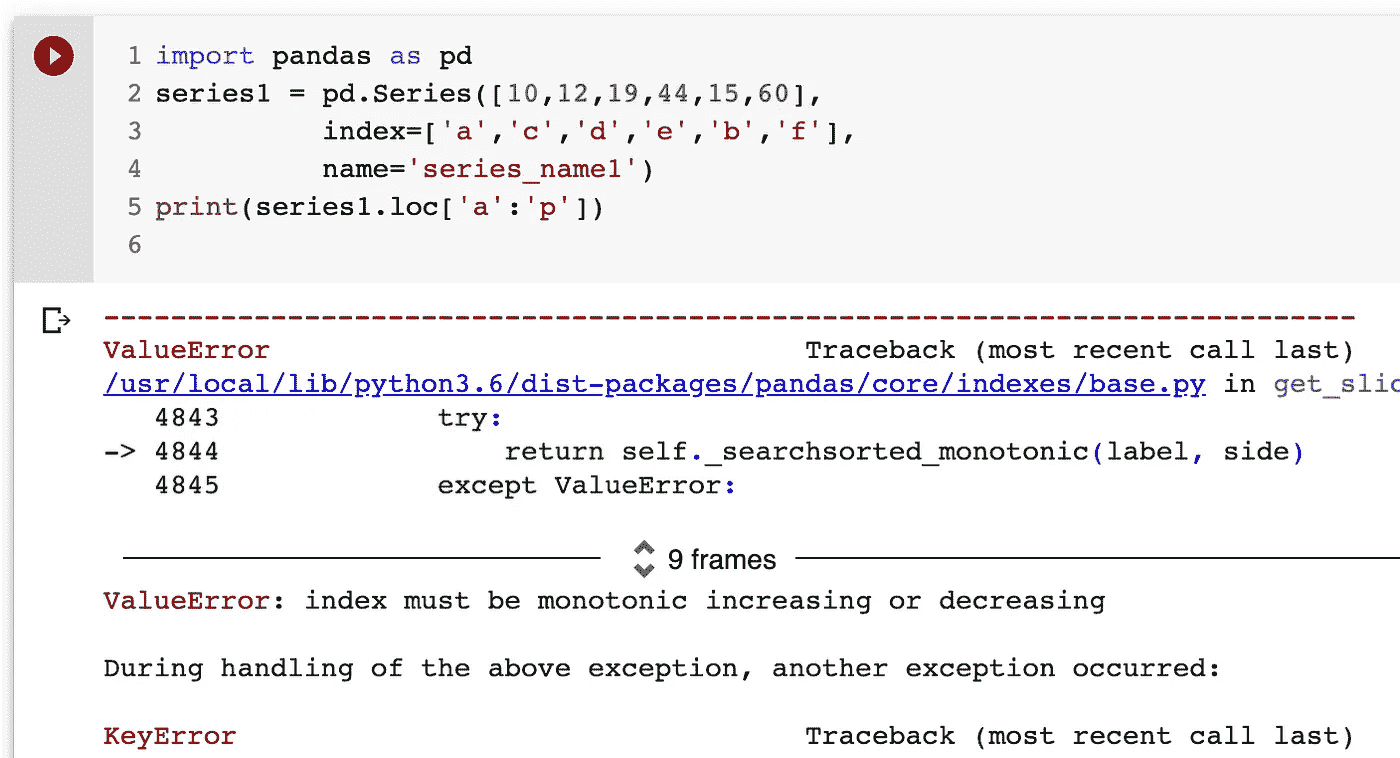 1 import pandas as pd
2 series1 = pd.Series([10,12,19,44,15,60],
3           index=['a','c','d','e','b','f'],
4           name='series_name1')
5 print(series1.loc['a':'p'])
6
---------------------------------------------------------------------------
ValueError                                Traceback (most recent call last)
/usr/local/lib/python3.6/dist-packages/pandas/core/indexes/base.py in get_slic
   4843             try:
-> 4844                 return self._searchsorted_monotonic(label, side)
   4845             except ValueError:
9 frames
ValueError: index must be monotonic increasing or decreasing
During handling of the above exception, another exception occurred:
KeyError                                  Traceback (most recent call last)